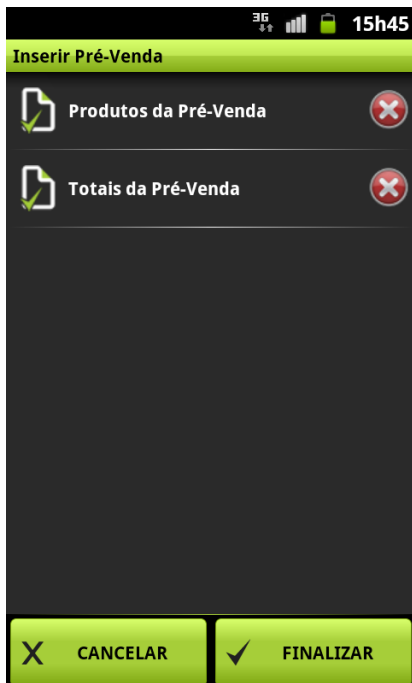 3G 15h45
Inserir Pré-Venda
Produtos da Pré-Venda
Totais da Pré-Venda
X CANCELAR FINALIZAR